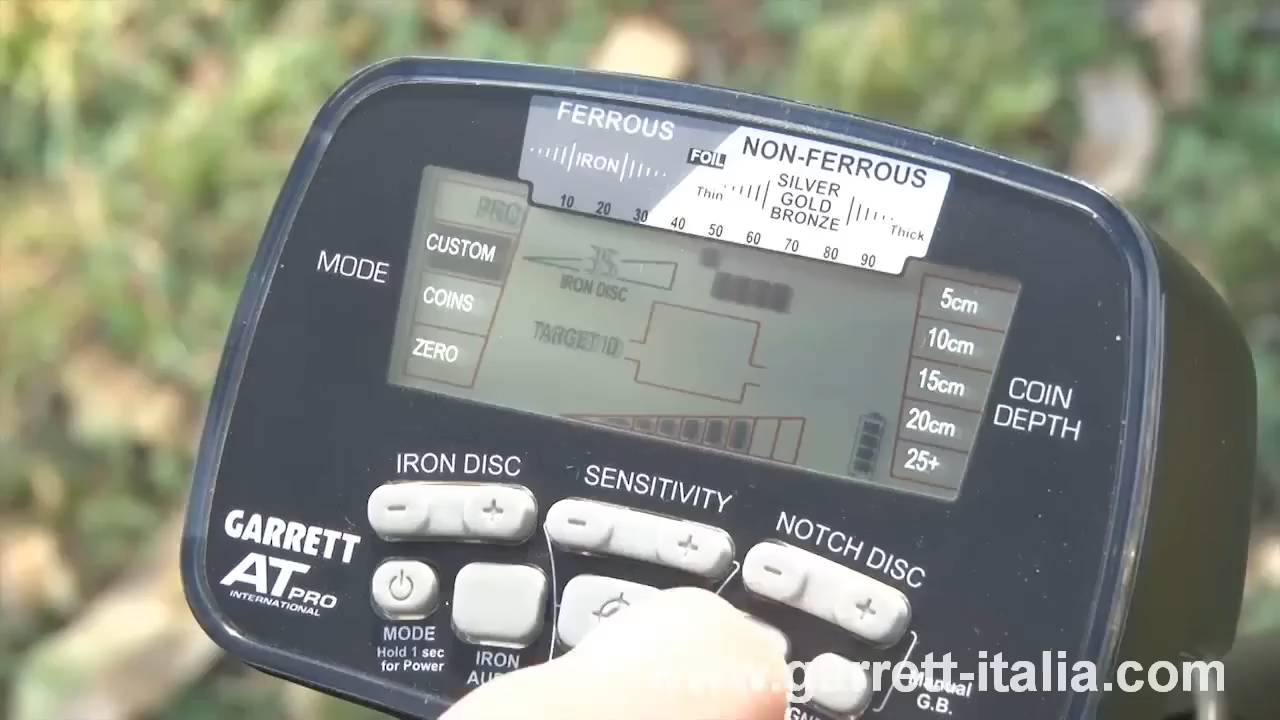 FERROUS
IRON
FOIL
NON-FERROUS
Thin
SILVER
GOLD
BRONZE
Thick
10 20 30 40 50 60 70 80 90
MODE
PRO
CUSTOM
COINS
ZERO
35
IRON DISC
TARGET ID
5cm
10cm
15cm
20cm
25+
COIN
DEPTH
IRON DISC
- +
SENSITIVITY
- +
NOTCH DISC
- +
GARRETT
AT PRO
INTERNATIONAL
MODE
Hold 1 sec
for Power
IRON
Manual
G.B.
www.garrett-italia.com